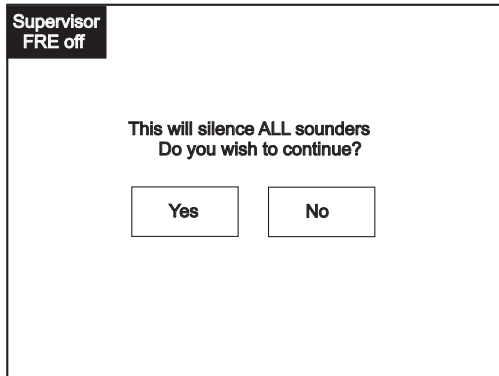 Supervisor
FRE off
This will silence ALL sounders
Do you wish to continue?
Yes
No